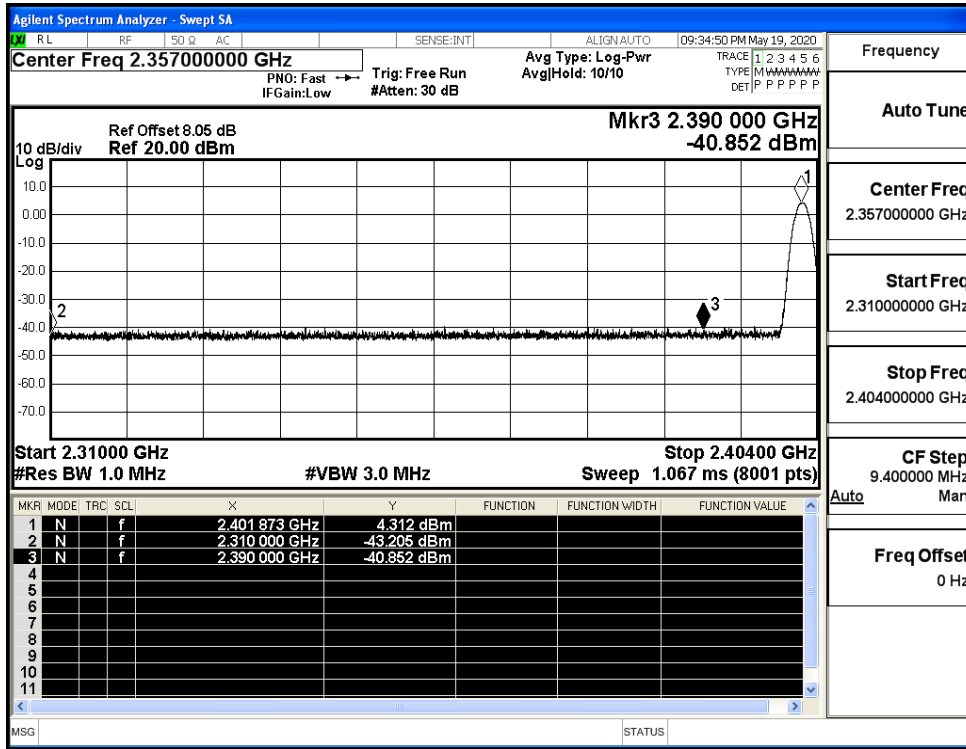 Agilent Spectrum Analyzer - Swept SA
LXI RL RF 50 Ω AC SENSE:INT ALIGN AUTO 09:34:50 PM May 19, 2020
Center Freq 2.357000000 GHz
PNO: Fast
IFGain:Low
Trig: Free Run
#Atten: 30 dB
Avg Type: Log-Pwr
Avg|Hold: 10/10
TRACE 1 2 3 4 5 6
TYPE M WWWWW
DET P P P P P P
Mkr3 2.390 000 GHz
-40.852 dBm
Ref Offset 8.05 dB
10 dB/div Ref 20.00 dBm
Log
10.0
0.00
-10.0
-20.0
-30.0
-40.0
-50.0
-60.0
-70.0
1
2
3
Start 2.31000 GHz Stop 2.40400 GHz
#Res BW 1.0 MHz #VBW 3.0 MHz Sweep 1.067 ms (8001 pts)
MKR MODE TRC SCL X Y FUNCTION FUNCTION WIDTH FUNCTION VALUE
1 N f 2.401 873 GHz 4.312 dBm
2 N f 2.310 000 GHz -43.205 dBm
3 N f 2.390 000 GHz -40.852 dBm
4
5
6
7
8
9
10
11
MSG STATUS
Frequency
Auto Tune
Center Freq
2.357000000 GHz
Start Freq
2.310000000 GHz
Stop Freq
2.404000000 GHz
CF Step
9.400000 MHz
Auto Man
Freq Offset
0 Hz